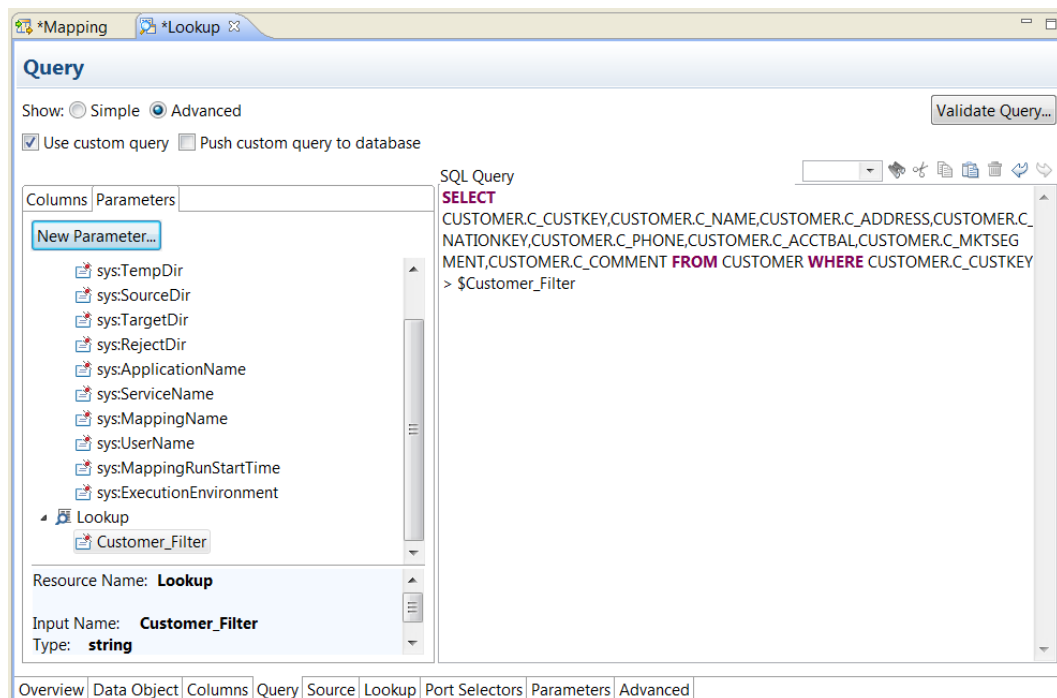 *Mapping *Lookup
Query
Show: Simple Advanced
Validate Query...
Use custom query Push custom query to database
Columns Parameters
New Parameter...
sys:TempDir
sys:SourceDir
sys:TargetDir
sys:RejectDir
sys:ApplicationName
sys:ServiceName
sys:MappingName
sys:UserName
sys:MappingRunStartTime
sys:ExecutionEnvironment
Lookup
Customer_Filter
Resource Name: Lookup
Input Name: Customer_Filter
Type: string
SQL Query
SELECT
CUSTOMER.C_CUSTKEY,CUSTOMER.C_NAME,CUSTOMER.C_ADDRESS,CUSTOMER.C_
NATIONKEY,CUSTOMER.C_PHONE,CUSTOMER.C_ACCTBAL,CUSTOMER.C_MKTSEG
MENT,CUSTOMER.C_COMMENT FROM CUSTOMER WHERE CUSTOMER.C_CUSTKEY
> $Customer_Filter
Overview Data Object Columns Query Source Lookup Port Selectors Parameters Advanced